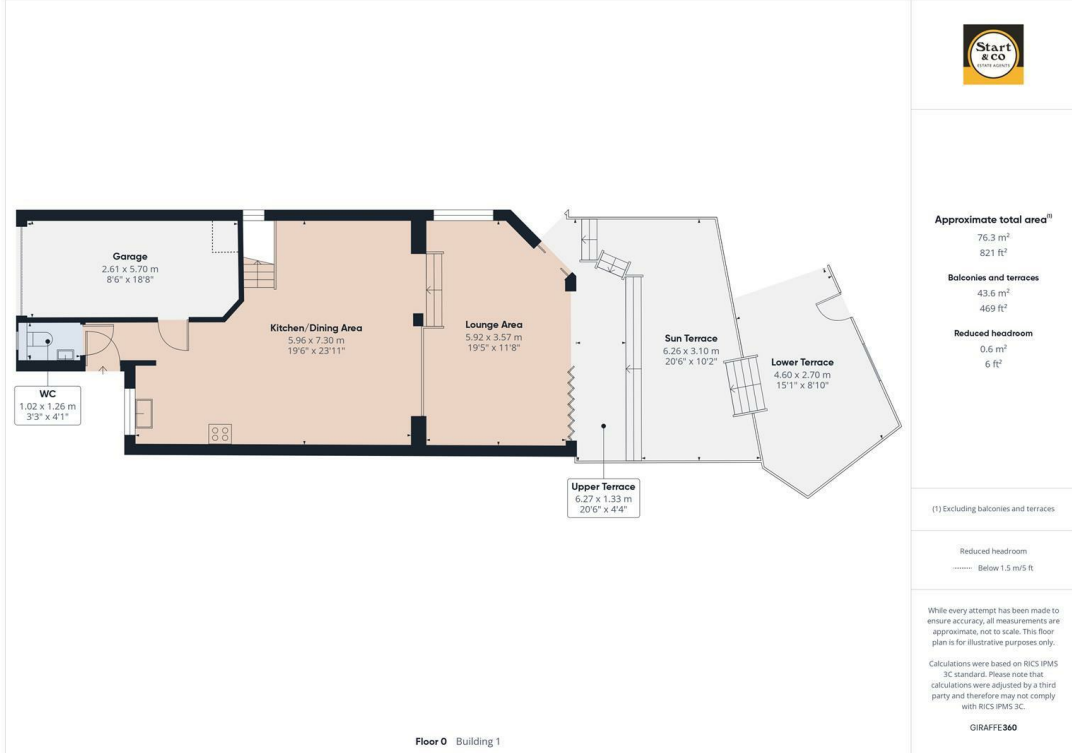 Start
& CO
ESTATE AGENTS
Garage
2.61 x 5.70 m
8'6" x 18'8"
Kitchen/Dining Area
5.96 x 7.30 m
19'6" x 23'11"
Lounge Area
5.92 x 3.57 m
19'5" x 11'8"
Sun Terrace
6.26 x 3.10 m
20'6" x 10'2"
Lower Terrace
4.60 x 2.70 m
15'1" x 8'10"
WC
1.02 x 1.26 m
3'3" x 4'1"
Upper Terrace
6.27 x 1.33 m
20'6" x 4'4"
Floor 0 Building 1
Approximate total area(1)
76.3 m²
821 ft²
Balconies and terraces
43.6 m²
469 ft²
Reduced headroom
0.6 m²
6 ft²
(1) Excluding balconies and terraces
Reduced headroom
Below 1.5 m/5 ft
While every attempt has been made to
ensure accuracy, all measurements are
approximate, not to scale. This floor
plan is for illustrative purposes only.
Calculations were based on RICS IPMS
3C standard. Please note that
calculations were adjusted by a third
party and therefore may not comply
with RICS IPMS 3C.
GIRAFFE360